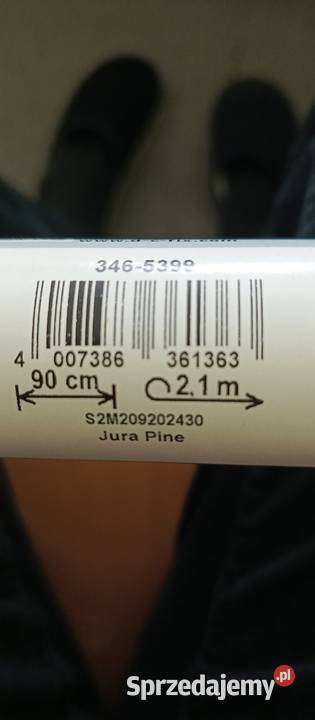 346-5399
4 007386 361363
90 cm 2,1 m
S2M209202430
Jura Pine
Sprzedajemy.pl